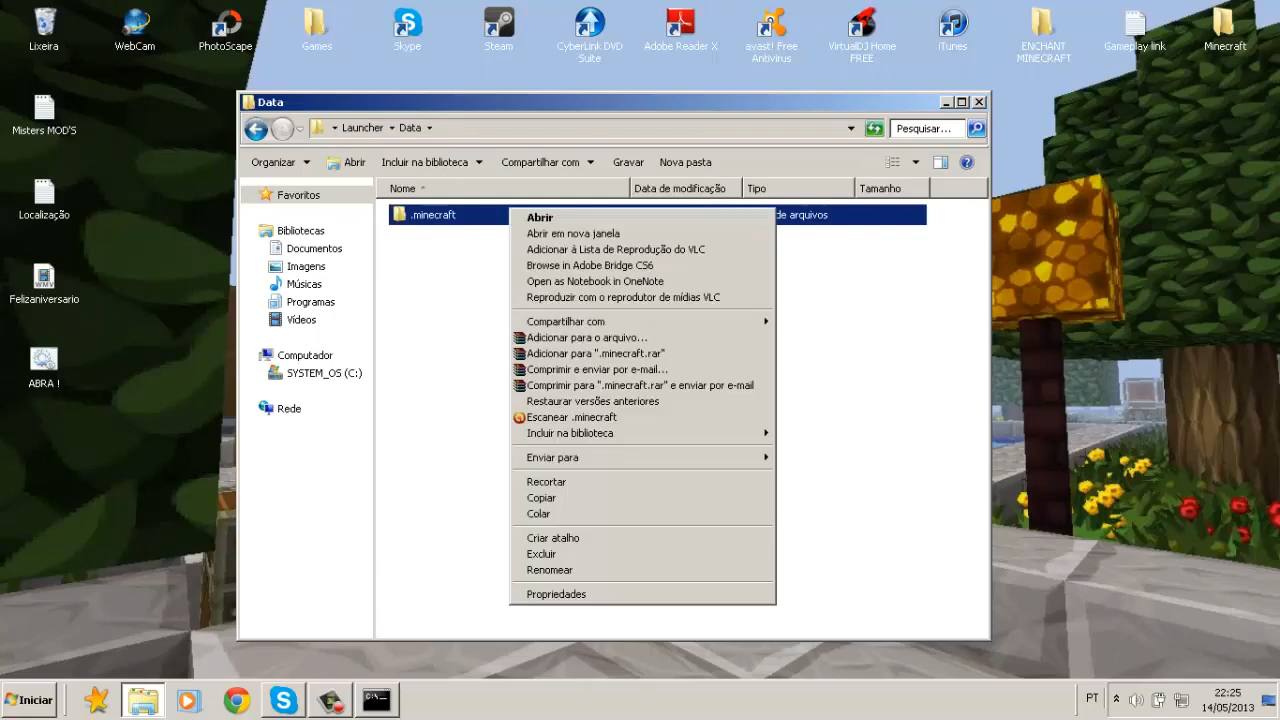 Lixeira
WebCam
PhotoScape
Games
Skype
Steam
CyberLink DVD
Suite
Adobe Reader X
avast! Free
Antivirus
VirtualDJ Home
FREE
iTunes
ENCHANT
MINECRAFT
Gameplay link
Minecraft
Misters MOD'S
Localização
Felizaniversario
ABRA !
Data
Launcher
Data
Pesquisar...
Organizar
Abrir
Incluir na biblioteca
Compartilhar com
Gravar
Nova pasta
Nome
Data de modificação
Tipo
Tamanho
Favoritos
Bibliotecas
Documentos
Imagens
Músicas
Programas
Vídeos
Computador
SYSTEM_OS (C:)
Rede
.minecraft
de arquivos
Abrir
Abrir em nova janela
Adicionar à Lista de Reprodução do VLC
Browse in Adobe Bridge CS6
Open as Notebook in OneNote
Reproduzir com o reprodutor de mídias VLC
Compartilhar com
Adicionar para o arquivo...
Adicionar para ".minecraft.rar"
Comprimir e enviar por e-mail...
Comprimir para ".minecraft.rar" e enviar por e-mail
Restaurar versões anteriores
Escanear .minecraft
Incluir na biblioteca
Enviar para
Recortar
Copiar
Colar
Criar atalho
Excluir
Renomear
Propriedades
Iniciar
PT
22:25
14/05/2013